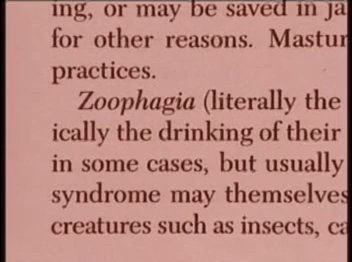 ing, or may be saved in ja
for other reasons. Mastur
practices.
Zoophagia (literally the
ically the drinking of their
in some cases, but usually
syndrome may themselves
creatures such as insects, ca